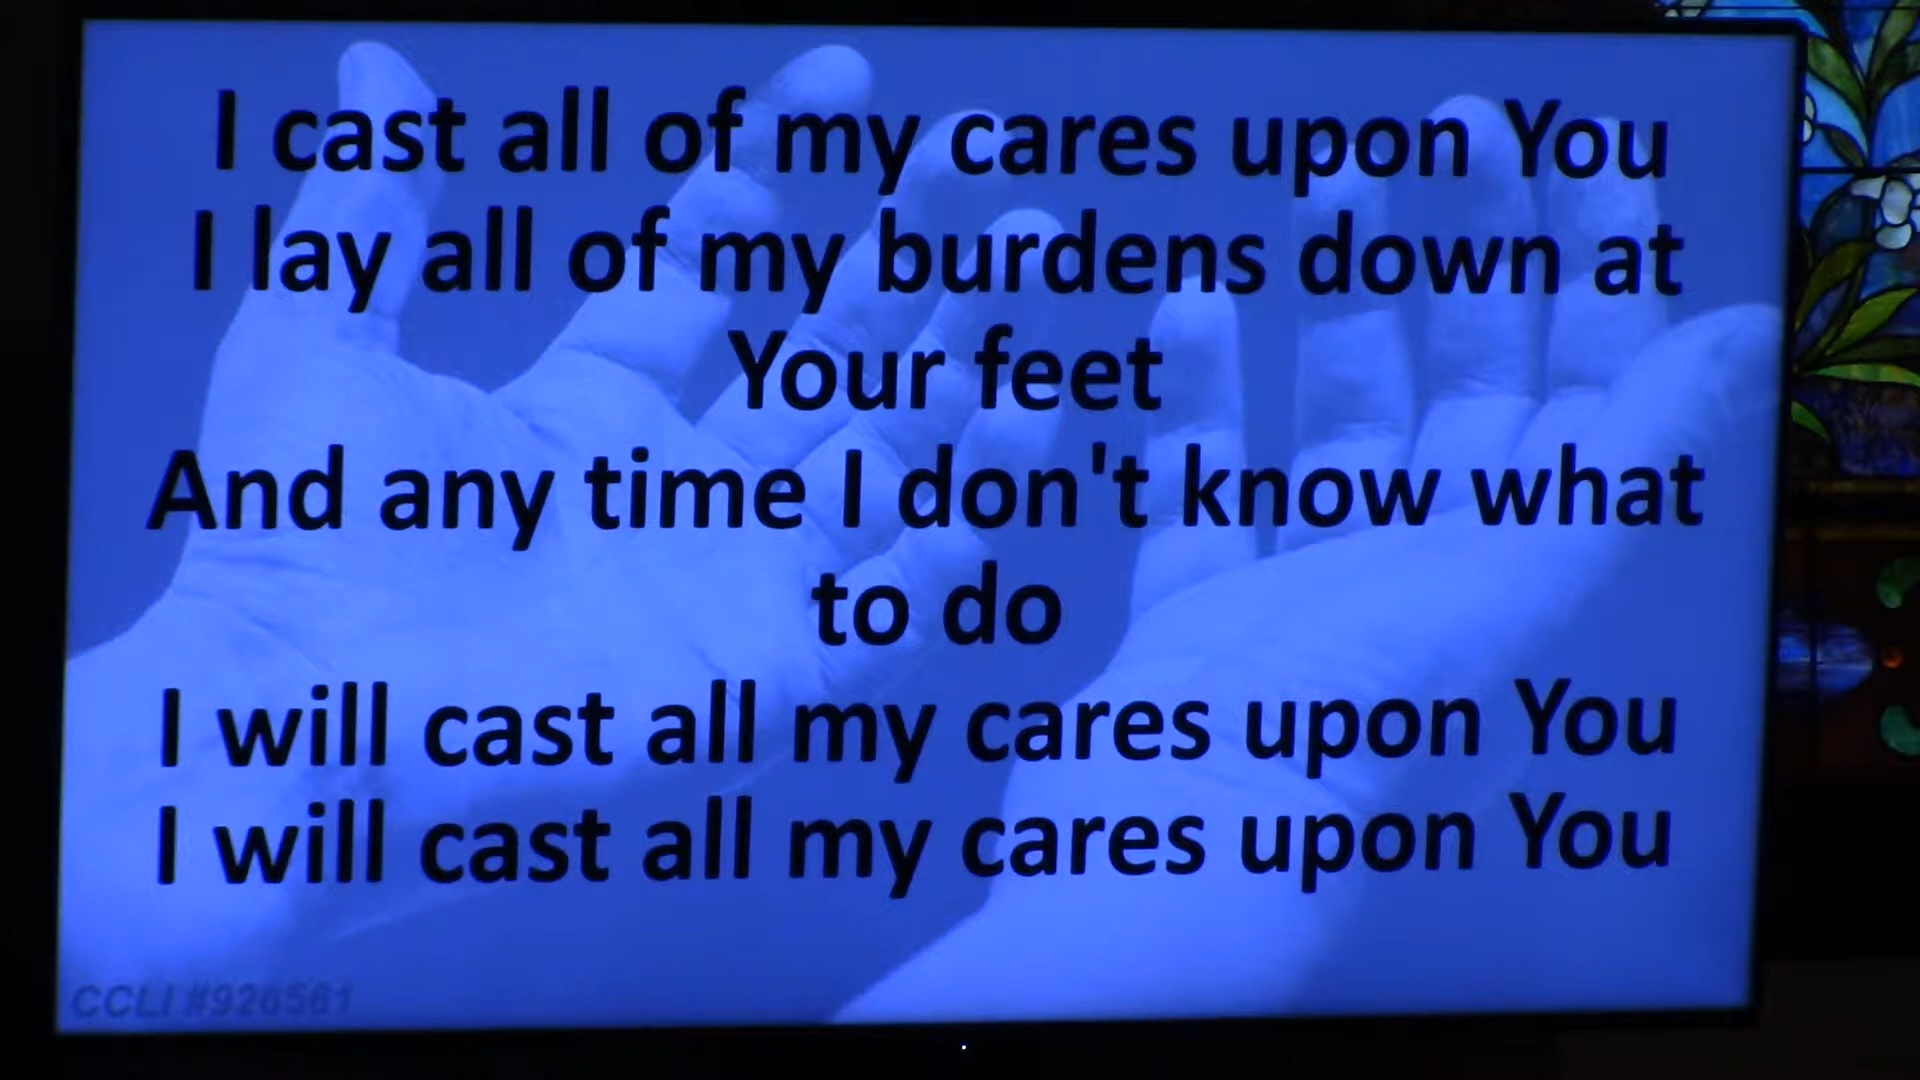 I cast all of my cares upon You
I lay all of my burdens down at
Your feet
And any time I don't know what
to do
I will cast all my cares upon You
I will cast all my cares upon You
CCLI #926561